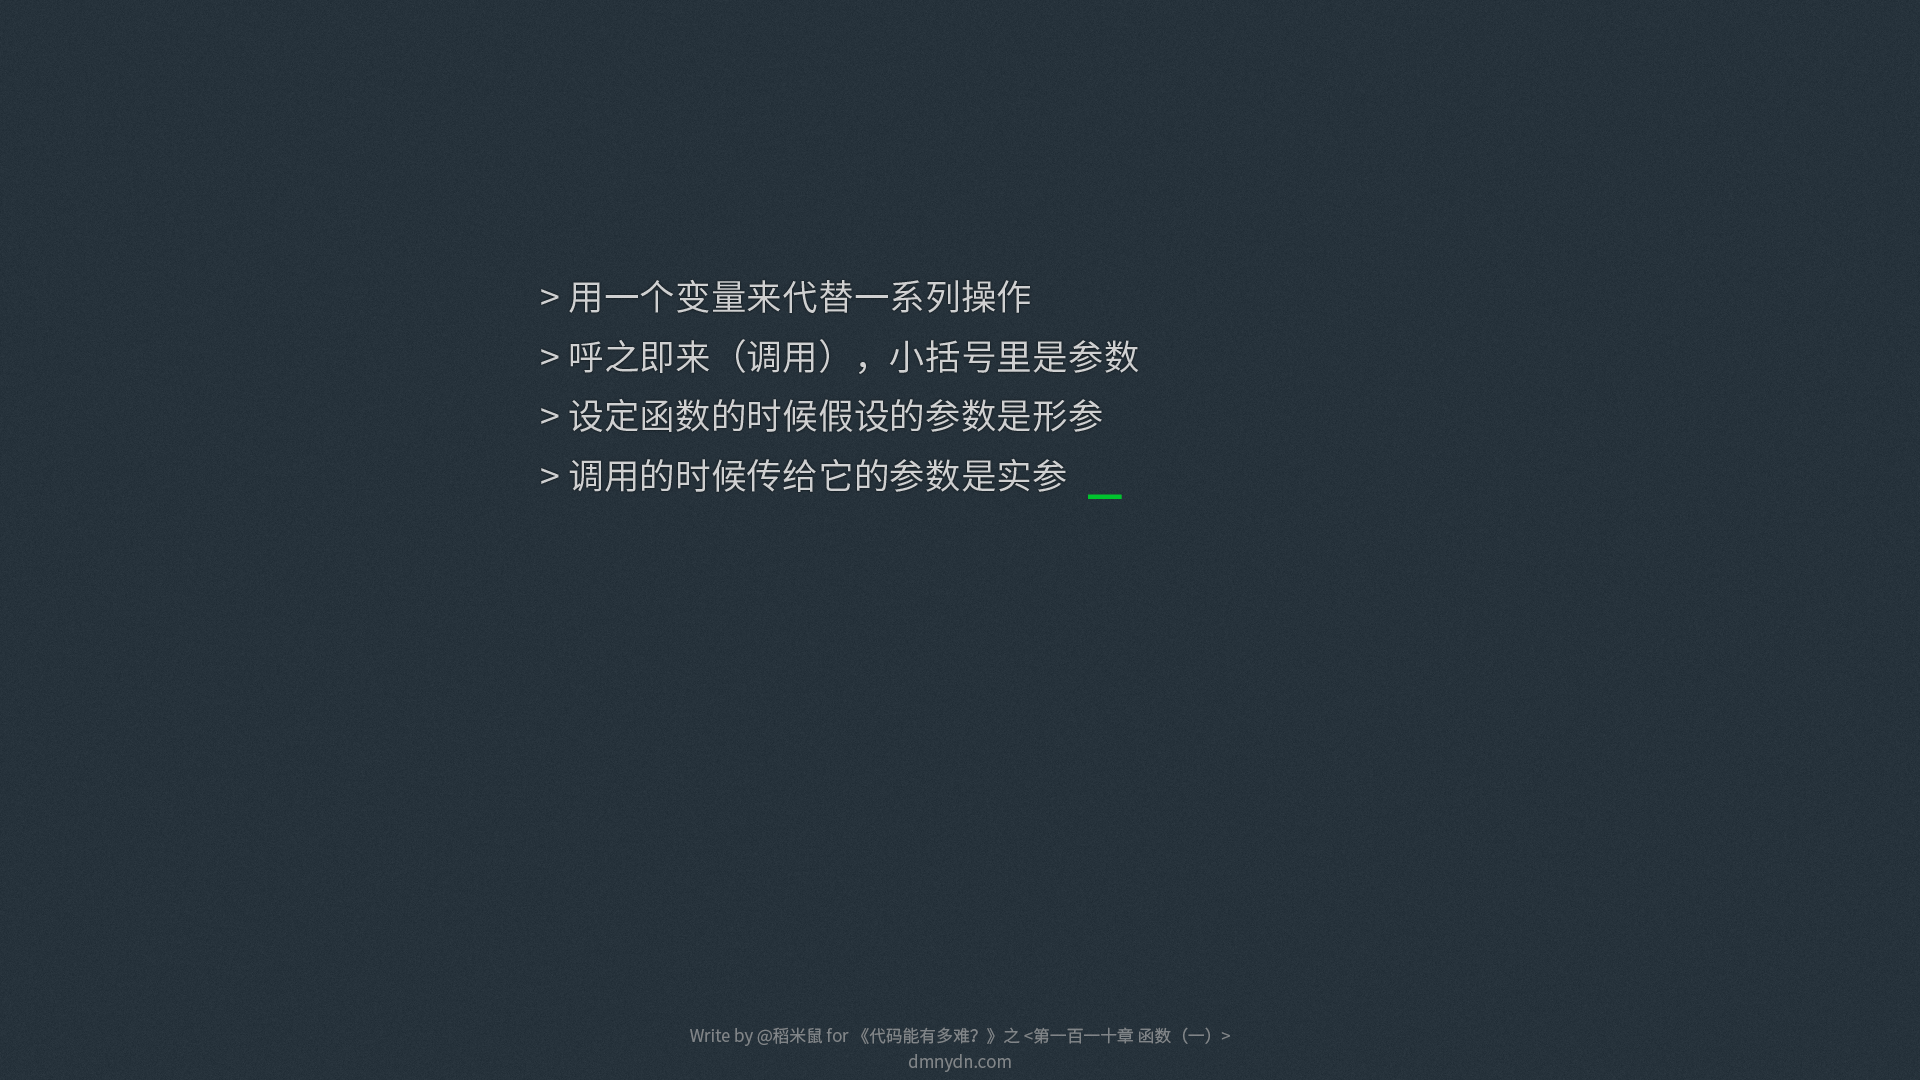 > 用一个变量来代替一系列操作
> 呼之即来（调用），小括号里是参数
> 设定函数的时候假设的参数是形参
> 调用的时候传给它的参数是实参 _
Write by @稻米鼠 for 《代码能有多难？》之 <第一百一十章 函数（一）>
dmnydn.com